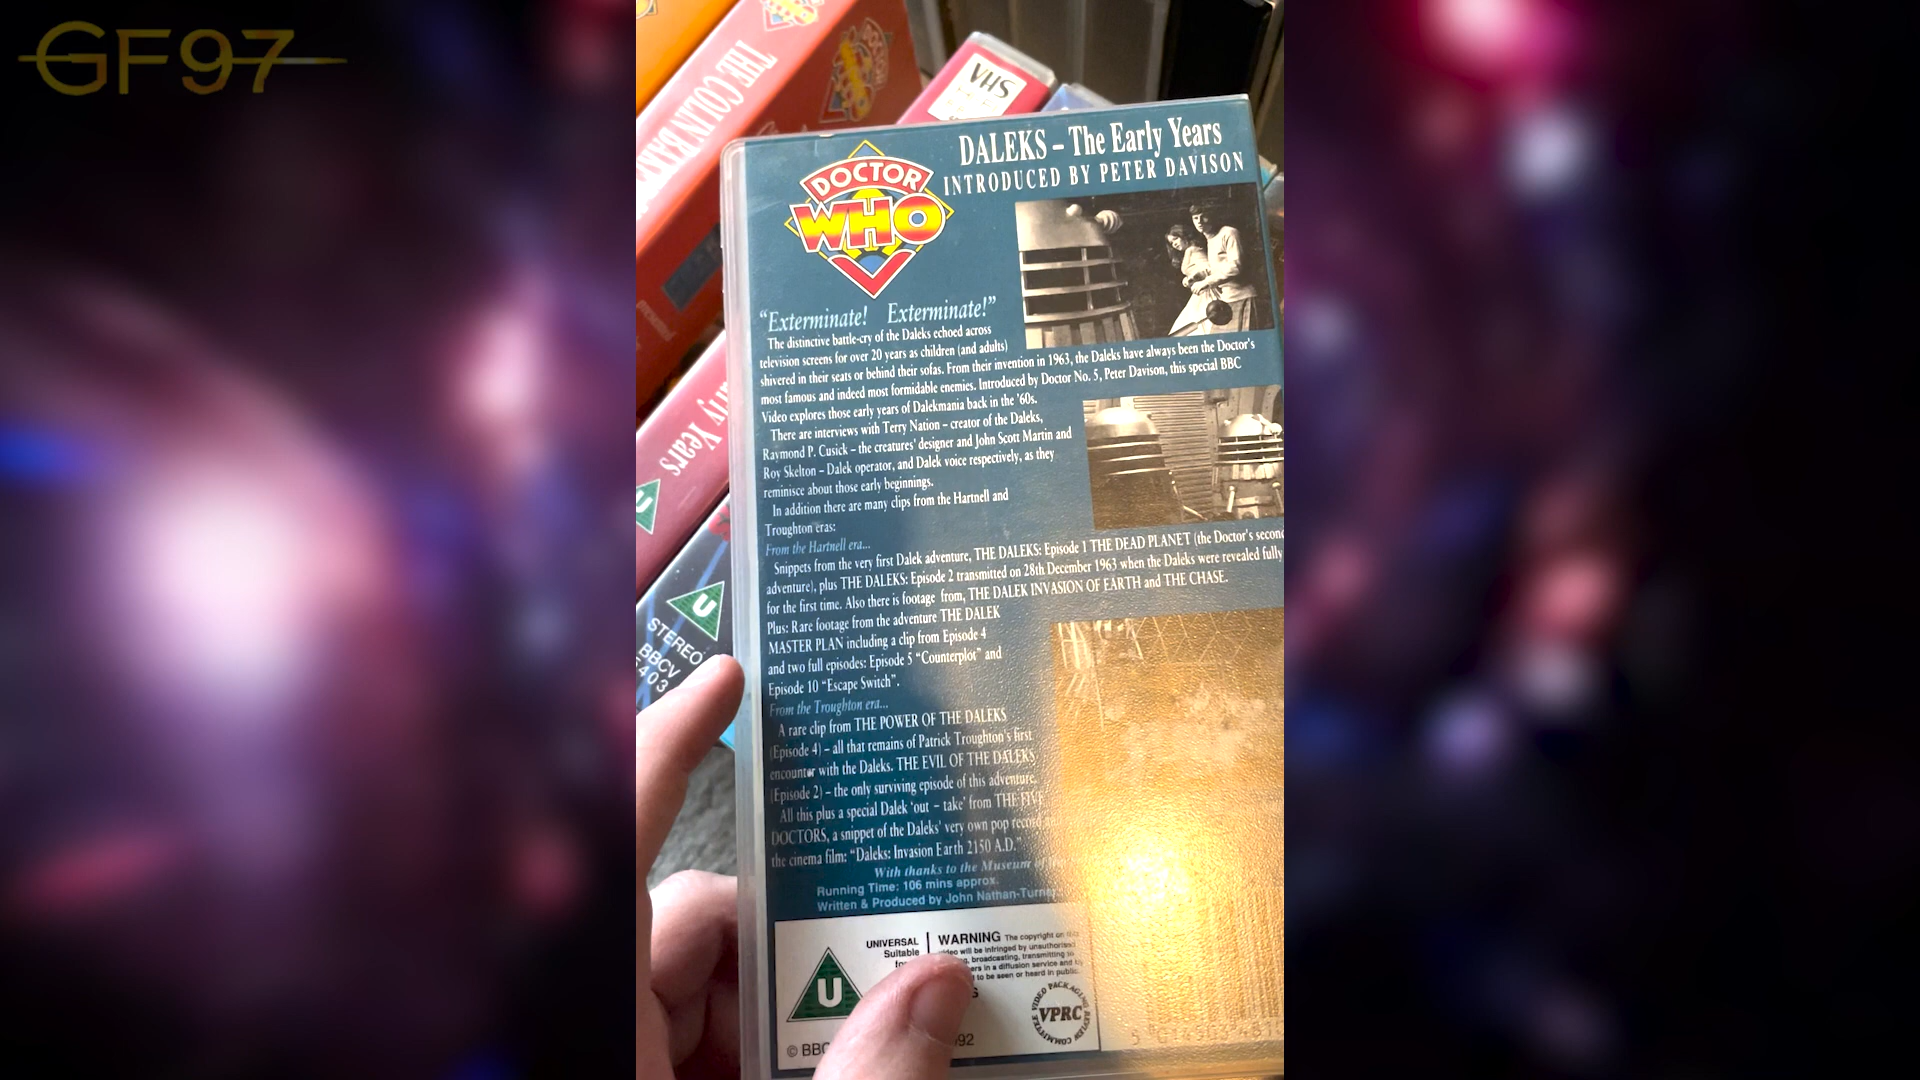 GF97
THE COLIN BAK
VHS
DALEKS – The Early Years
INTRODUCED BY PETER DAVISON
DOCTOR
WHO
"Exterminate! Exterminate!"
The distinctive battle-cry of the Daleks echoed across
television screens for over 20 years as children (and adults)
shivered in their seats or behind their sofas. From their invention in 1963, the Daleks have always been the Doctor's
most famous and indeed most formidable enemies. Introduced by Doctor No. 5, Peter Davison, this special BBC
Video explores those early years of Dalekmania back in the '60s.
There are interviews with Terry Nation – creator of the Daleks,
Raymond P. Cusick – the creatures' designer and John Scott Martin and
Roy Skelton – Dalek operator, and Dalek voice respectively, as they
reminisce about those early beginnings.
In addition there are many clips from the Hartnell and
Troughton eras:
From the Hartnell era...
Snippets from the very first Dalek adventure, THE DALEKS: Episode 1 THE DEAD PLANET (the Doctor's second
adventure), plus THE DALEKS: Episode 2 transmitted on 28th December 1963 when the Daleks were revealed fully
for the first time. Also there is footage from, THE DALEK INVASION OF EARTH and THE CHASE.
Plus: Rare footage from the adventure THE DALEK
MASTER PLAN including a clip from Episode 4
and two full episodes: Episode 5 "Counterplot" and
Episode 10 "Escape Switch".
From the Troughton era...
A rare clip from THE POWER OF THE DALEKS
(Episode 4) – all that remains of Patrick Troughton's first
encounter with the Daleks. THE EVIL OF THE DALEKS
(Episode 2) – the only surviving episode of this adventure.
All this plus a special Dalek 'out – take' from THE FIVE
DOCTORS, a snippet of the Daleks' very own pop record
the cinema film: "Daleks: Invasion Earth 2150 A.D."
With thanks to the Museum of
Running Time: 106 mins approx.
Written & Produced by John Nathan-Turner
UNIVERSAL
Suitable
for
U
WARNING The copyright on this
video will be infringed by unauthorised
broadcasting, transmitting to
in a diffusion service and
to be seen or heard in public.
VIDEO PACKAGING REVIEW COMMITTEE
VPRC
© BBC
Years
U
U
STEREO
BBCV
403